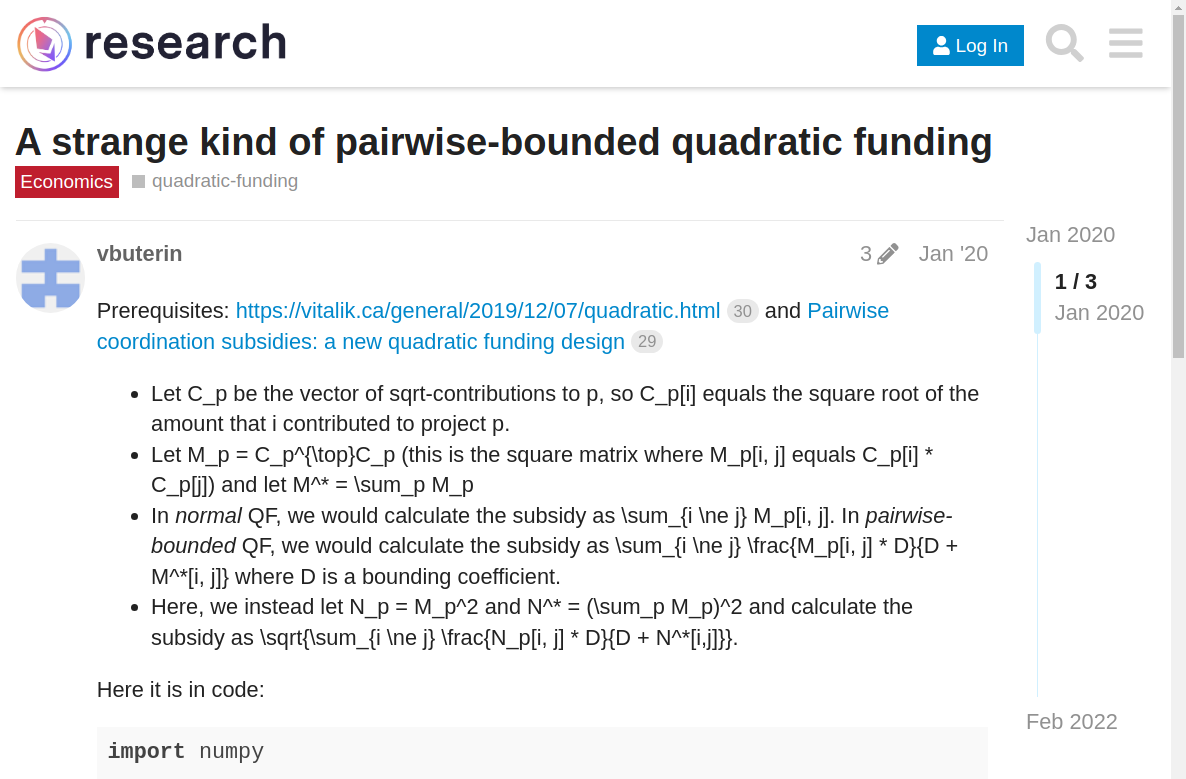 research
Log In
A strange kind of pairwise-bounded quadratic funding
Economics quadratic-funding
Jan 2020
vbuterin 3 Jan '20
1 / 3
Jan 2020
Prerequisites: https://vitalik.ca/general/2019/12/07/quadratic.html 30 and Pairwise
coordination subsidies: a new quadratic funding design 29
• Let C_p be the vector of sqrt-contributions to p, so C_p[i] equals the square root of the
amount that i contributed to project p.
• Let M_p = C_p^{\top}C_p (this is the square matrix where M_p[i, j] equals C_p[i] *
C_p[j]) and let M^* = \sum_p M_p
• In normal QF, we would calculate the subsidy as \sum_{i \ne j} M_p[i, j]. In pairwise-
bounded QF, we would calculate the subsidy as \sum_{i \ne j} \frac{M_p[i, j] * D}{D +
M^*[i, j]} where D is a bounding coefficient.
• Here, we instead let N_p = M_p^2 and N^* = (\sum_p M_p)^2 and calculate the
subsidy as \sqrt{\sum_{i \ne j} \frac{N_p[i, j] * D}{D + N^*[i,j]}}.
Here it is in code:
Feb 2022
import numpy